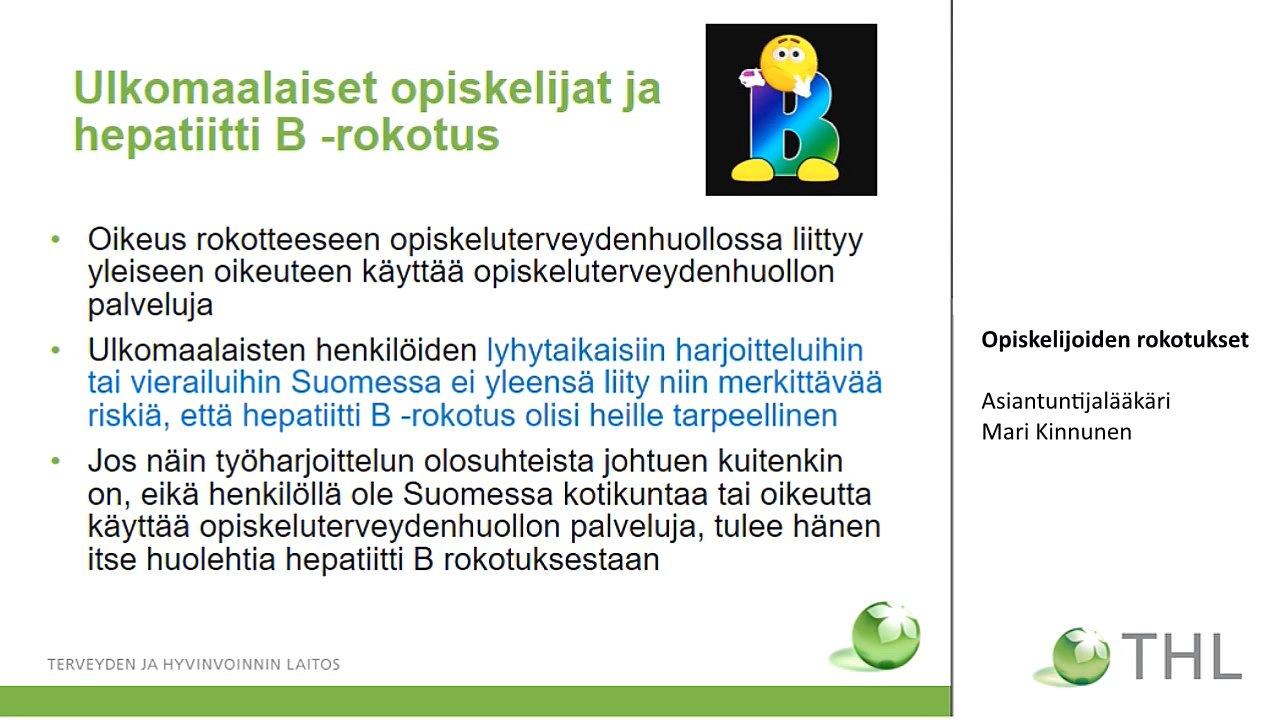 Ulkomaalaiset opiskelijat ja
hepatiitti B -rokotus
B
• Oikeus rokotteeseen opiskeluterveydenhuollossa liittyy
yleiseen oikeuteen käyttää opiskeluterveydenhuollon
palveluja
• Ulkomaalaisten henkilöiden lyhytaikaisiin harjoitteluihin
tai vierailuihin Suomessa ei yleensä liity niin merkittävää
riskiä, että hepatiitti B -rokotus olisi heille tarpeellinen
• Jos näin työharjoittelun olosuhteista johtuen kuitenkin
on, eikä henkilöllä ole Suomessa kotikuntaa tai oikeutta
käyttää opiskeluterveydenhuollon palveluja, tulee hänen
itse huolehtia hepatiitti B rokotuksestaan
TERVEYDEN JA HYVINVOINNIN LAITOS
Opiskelijoiden rokotukset
Asiantuntijalääkäri
Mari Kinnunen
THL